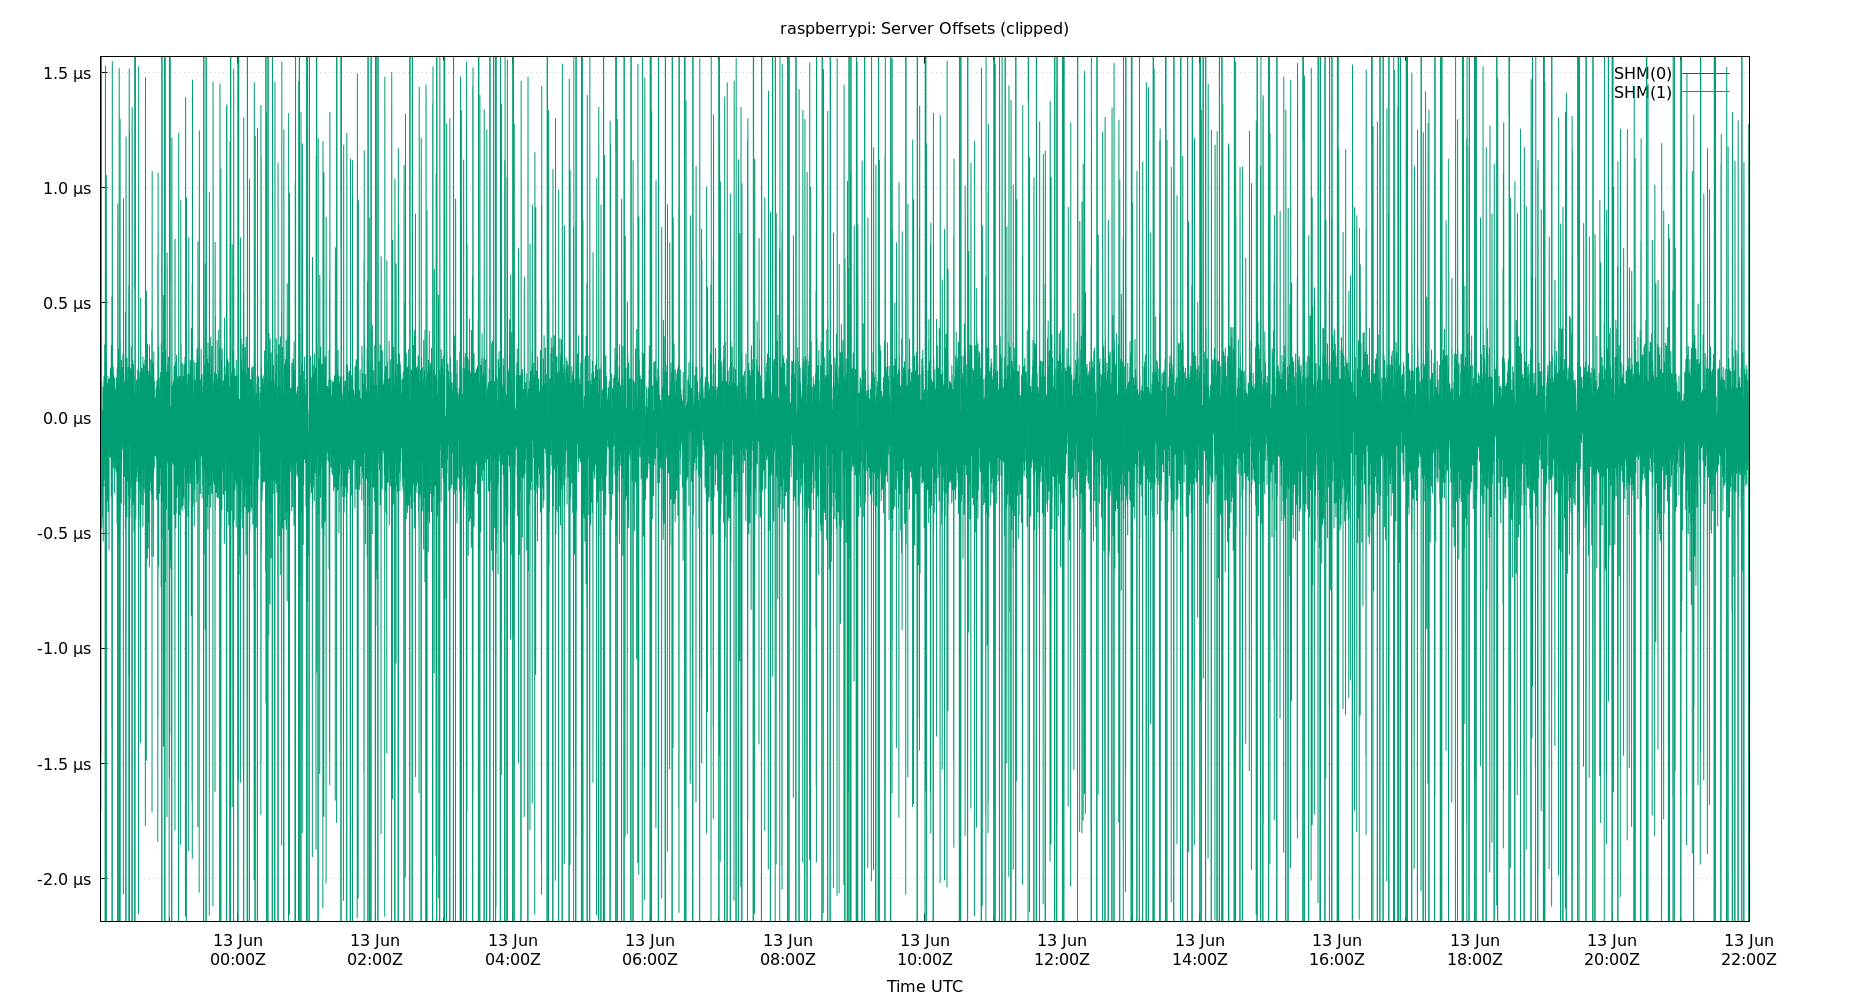 raspberrypi: Server Offsets (clipped)
SHM(0)
SHM(1)
1.5 µs
1.0 µs
0.5 µs
0.0 µs
-0.5 µs
-1.0 µs
-1.5 µs
-2.0 µs
13 Jun 13 Jun 13 Jun 13 Jun 13 Jun 13 Jun 13 Jun 13 Jun 13 Jun 13 Jun 13 Jun 13 Jun
00:00Z 02:00Z 04:00Z 06:00Z 08:00Z 10:00Z 12:00Z 14:00Z 16:00Z 18:00Z 20:00Z 22:00Z
Time UTC